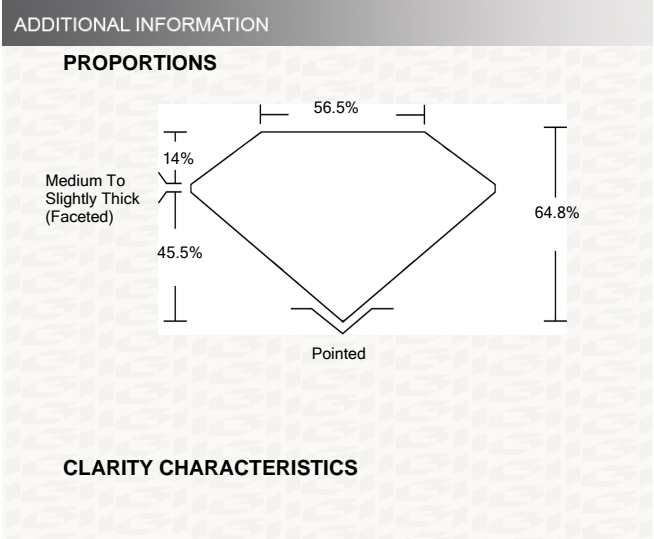 ADDITIONAL INFORMATION
PROPORTIONS
56.5%
14%
Medium To
Slightly Thick
(Faceted)
64.8%
45.5%
Pointed
CLARITY CHARACTERISTICS